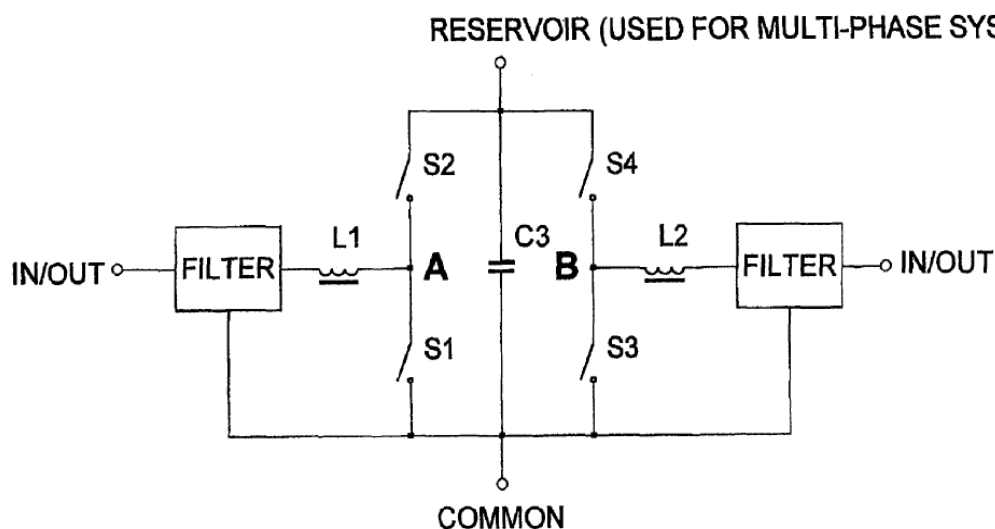 RESERVOIR (USED FOR MULTI-PHASE SYS
S2
S4
L1
C3
L2
IN/OUT
FILTER
A
B
FILTER
IN/OUT
S1
S3
COMMON